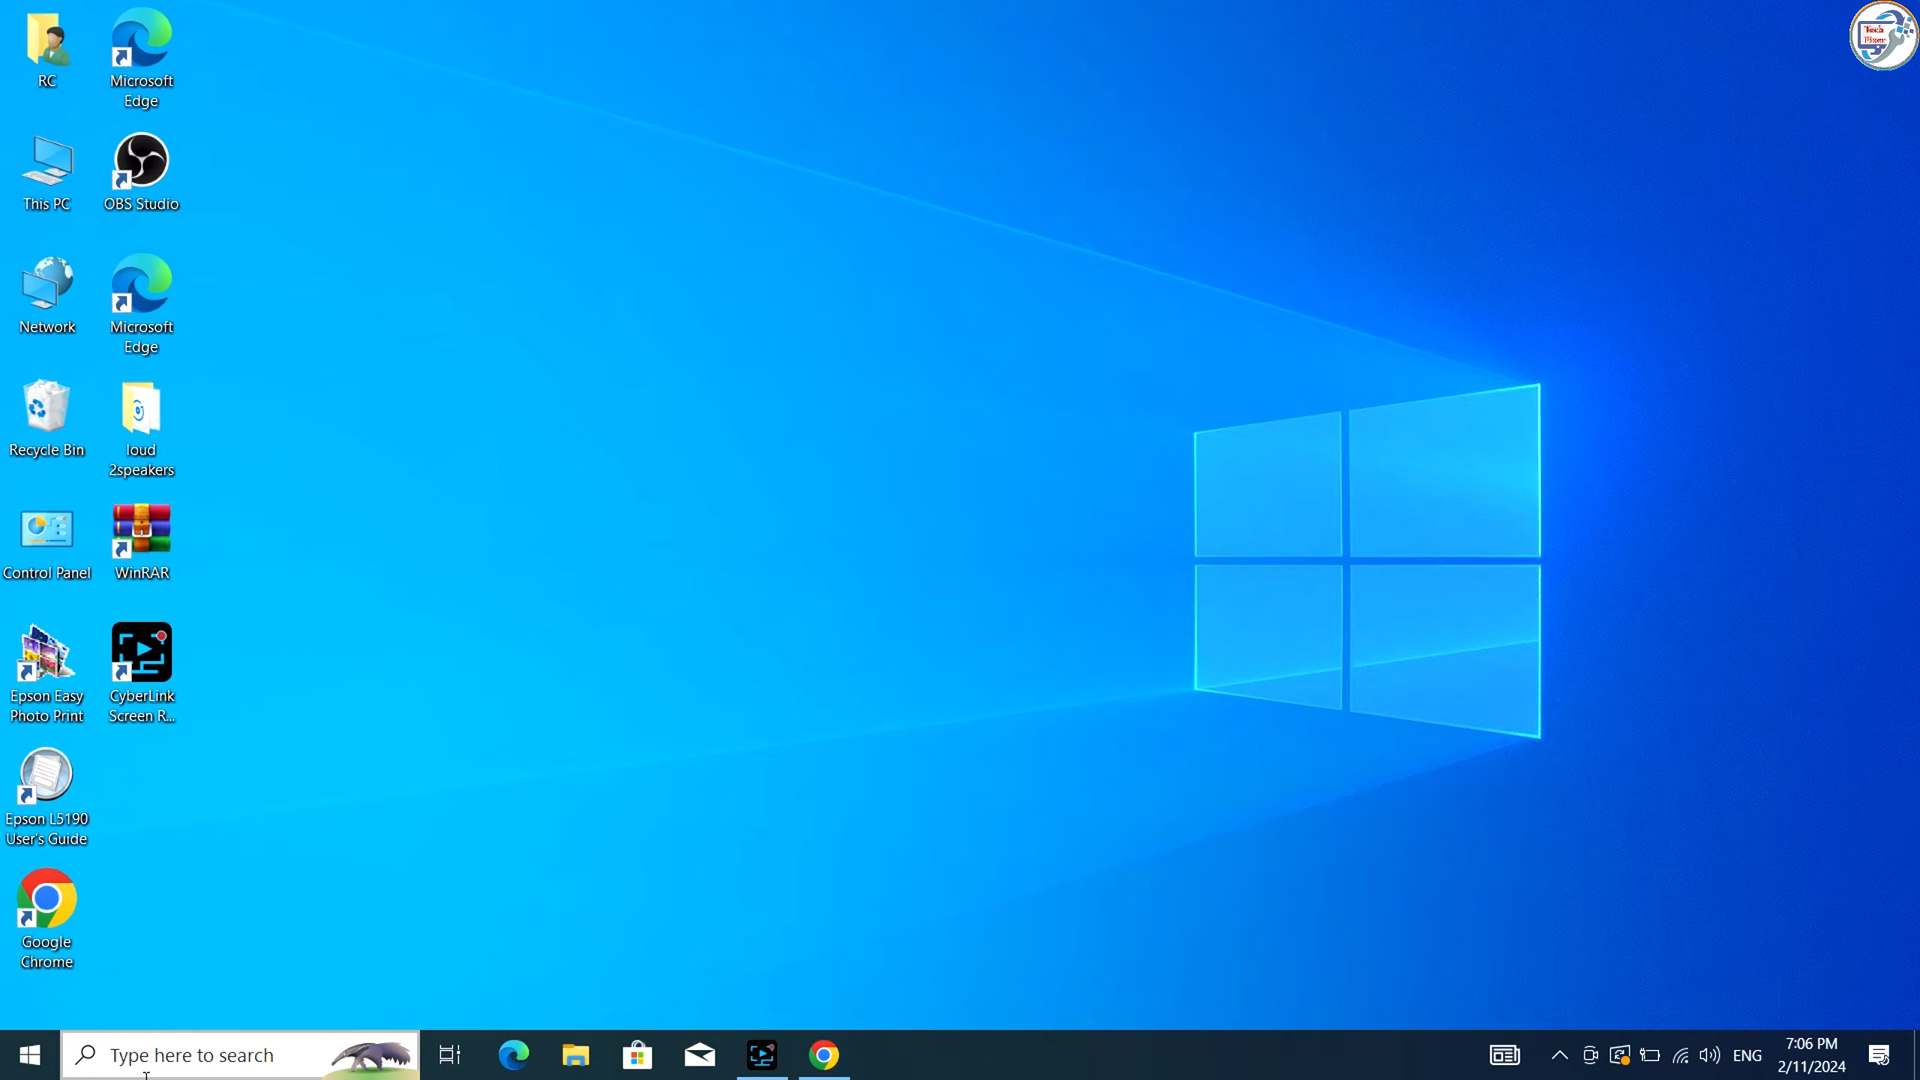 RC
Microsoft
Edge
This PC
OBS Studio
Network
Microsoft
Edge
Recycle Bin
loud
2speakers
Control Panel
WinRAR
Epson Easy
Photo Print
CyberLink
Screen R...
Epson L5190
User's Guide
Google
Chrome
Tech
Fixer
Type here to search
ENG
7:06 PM
2/11/2024